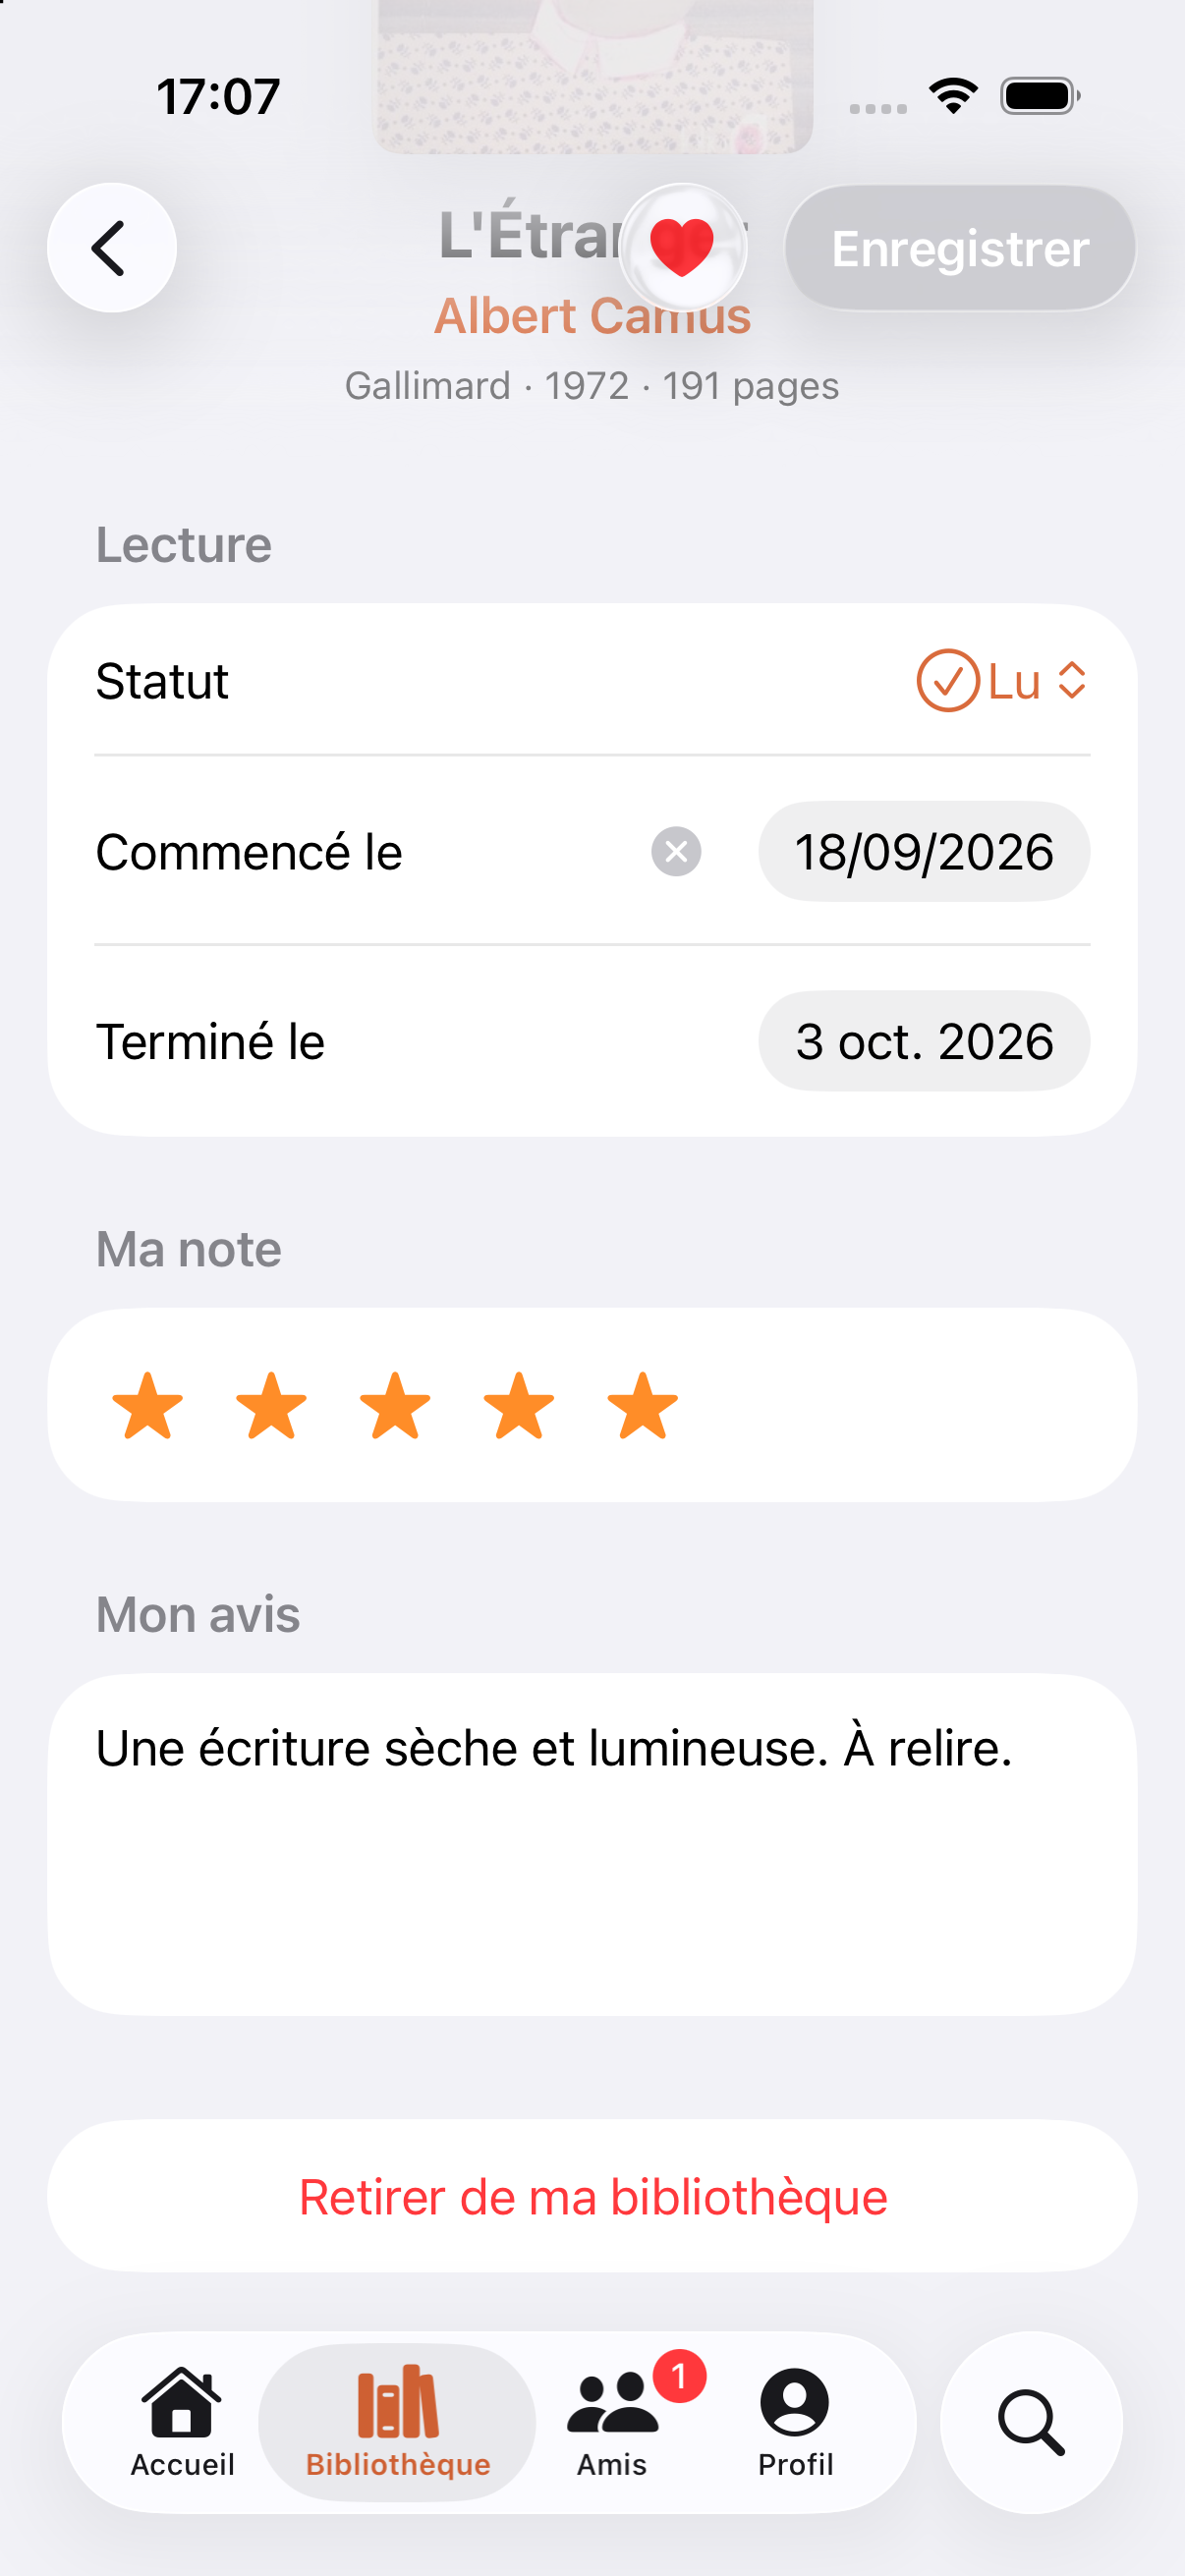 17:07
L'Étranger
Enregistrer
Albert Camus
Gallimard · 1972 · 191 pages
Lecture
Statut
Lu
Commencé le
18/09/2026
Terminé le
3 oct. 2026
Ma note
Mon avis
Une écriture sèche et lumineuse. À relire.
Retirer de ma bibliothèque
1
Accueil
Bibliothèque
Amis
Profil